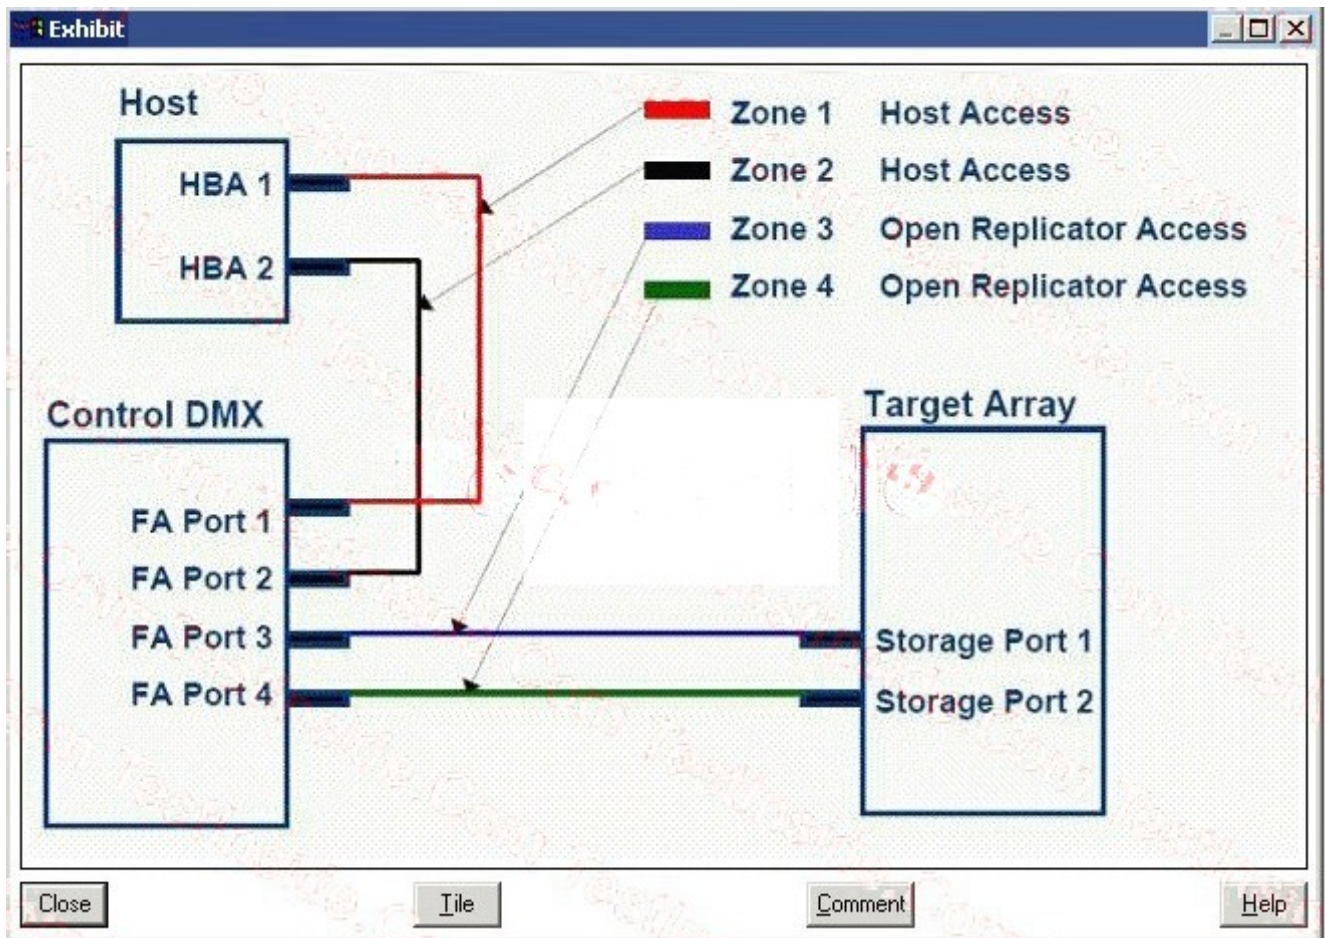 Exhibit
Host
HBA 1
HBA 2
Zone 1 Host Access
Zone 2 Host Access
Zone 3 Open Replicator Access
Zone 4 Open Replicator Access
Control DMX
FA Port 1
FA Port 2
FA Port 3
FA Port 4
Target Array
Storage Port 1
Storage Port 2
Close
Tile
Comment
Help